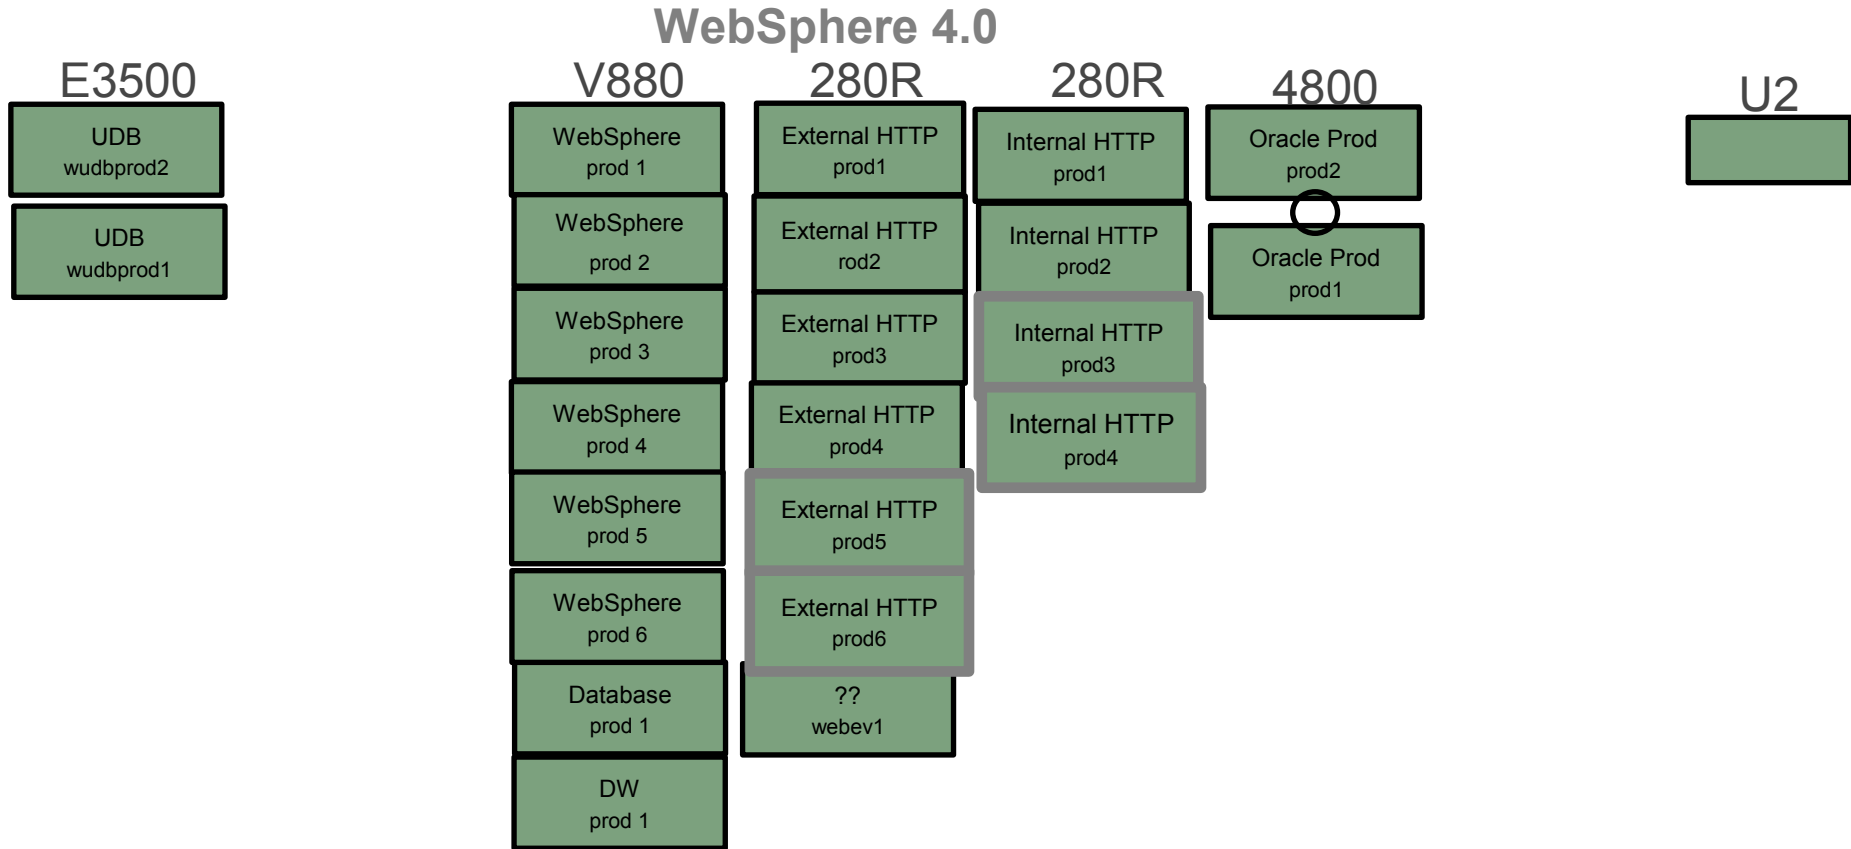 WebSphere 4.0
E3500
UDB
wudbprod2
UDB
wudbprod1
V880
WebSphere
prod 1
WebSphere
prod 2
WebSphere
prod 3
WebSphere
prod 4
WebSphere
prod 5
WebSphere
prod 6
Database
prod 1
DW
prod 1
280R
External HTTP
prod1
External HTTP
rod2
External HTTP
prod3
External HTTP
prod4
External HTTP
prod5
External HTTP
prod6
??
webev1
280R
Internal HTTP
prod1
Internal HTTP
prod2
Internal HTTP
prod3
Internal HTTP
prod4
4800
Oracle Prod
prod2
Oracle Prod
prod1
U2